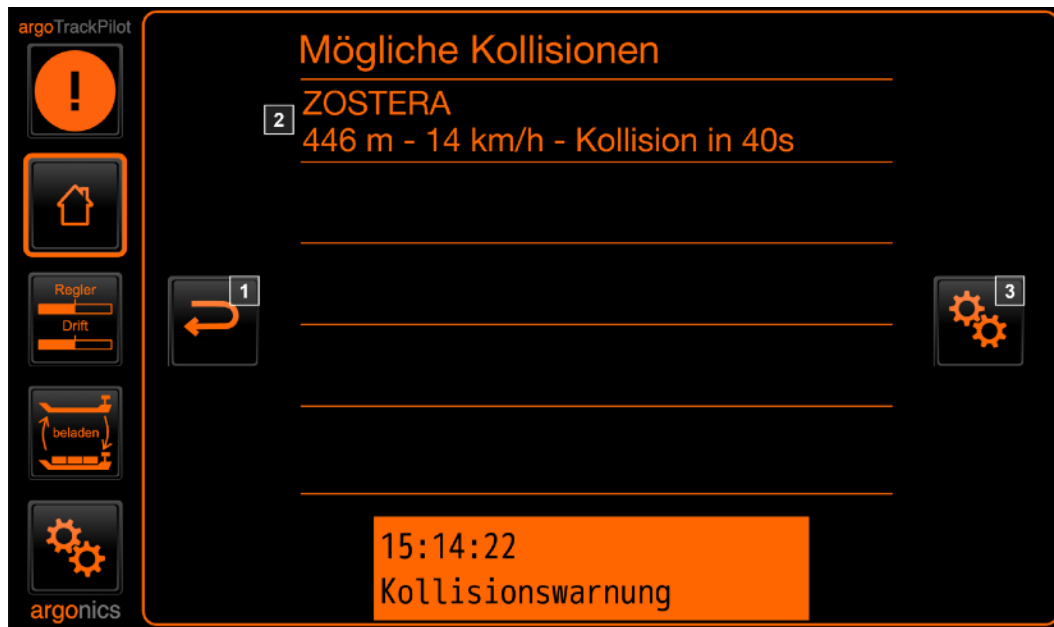 argoTrackPilot
!
Regler
Drift
beladen
argonics
Mögliche Kollisionen
2
ZOSTERA
446 m - 14 km/h - Kollision in 40s
1
3
15:14:22
Kollisionswarnung